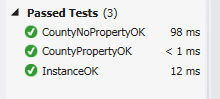 Passed Tests (3)
CountyNoPropertyOK 98 ms
CountyPropertyOK < 1 ms
InstanceOK 12 ms